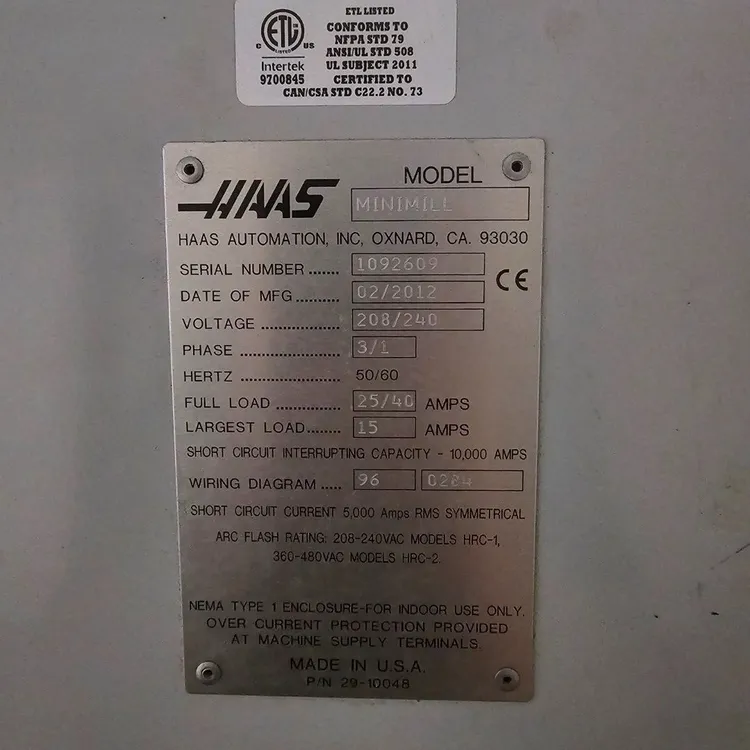 ETL LISTED
CONFORMS TO
NFPA STD 79
ANSI/UL STD 508
UL SUBJECT 2011
CERTIFIED TO
CAN/CSA STD C22.2 NO. 73
ETL
LISTED
C US
Intertek
9700845
HAAS
MODEL
MINIMILL
HAAS AUTOMATION, INC, OXNARD, CA. 93030
SERIAL NUMBER ....... 1092609
CE
DATE OF MFG.......... 02/2012
VOLTAGE ................ 208/240
PHASE .................... 3/1
HERTZ .................... 50/60
FULL LOAD ............. 25/40 AMPS
LARGEST LOAD....... 15 AMPS
SHORT CIRCUIT INTERRUPTING CAPACITY - 10,000 AMPS
WIRING DIAGRAM ..... 96 0284
SHORT CIRCUIT CURRENT 5,000 Amps RMS SYMMETRICAL
ARC FLASH RATING: 208-240VAC MODELS HRC-1,
360-480VAC MODELS HRC-2.
NEMA TYPE 1 ENCLOSURE-FOR INDOOR USE ONLY.
OVER CURRENT PROTECTION PROVIDED
AT MACHINE SUPPLY TERMINALS.
MADE IN U.S.A.
P/N 29-10048